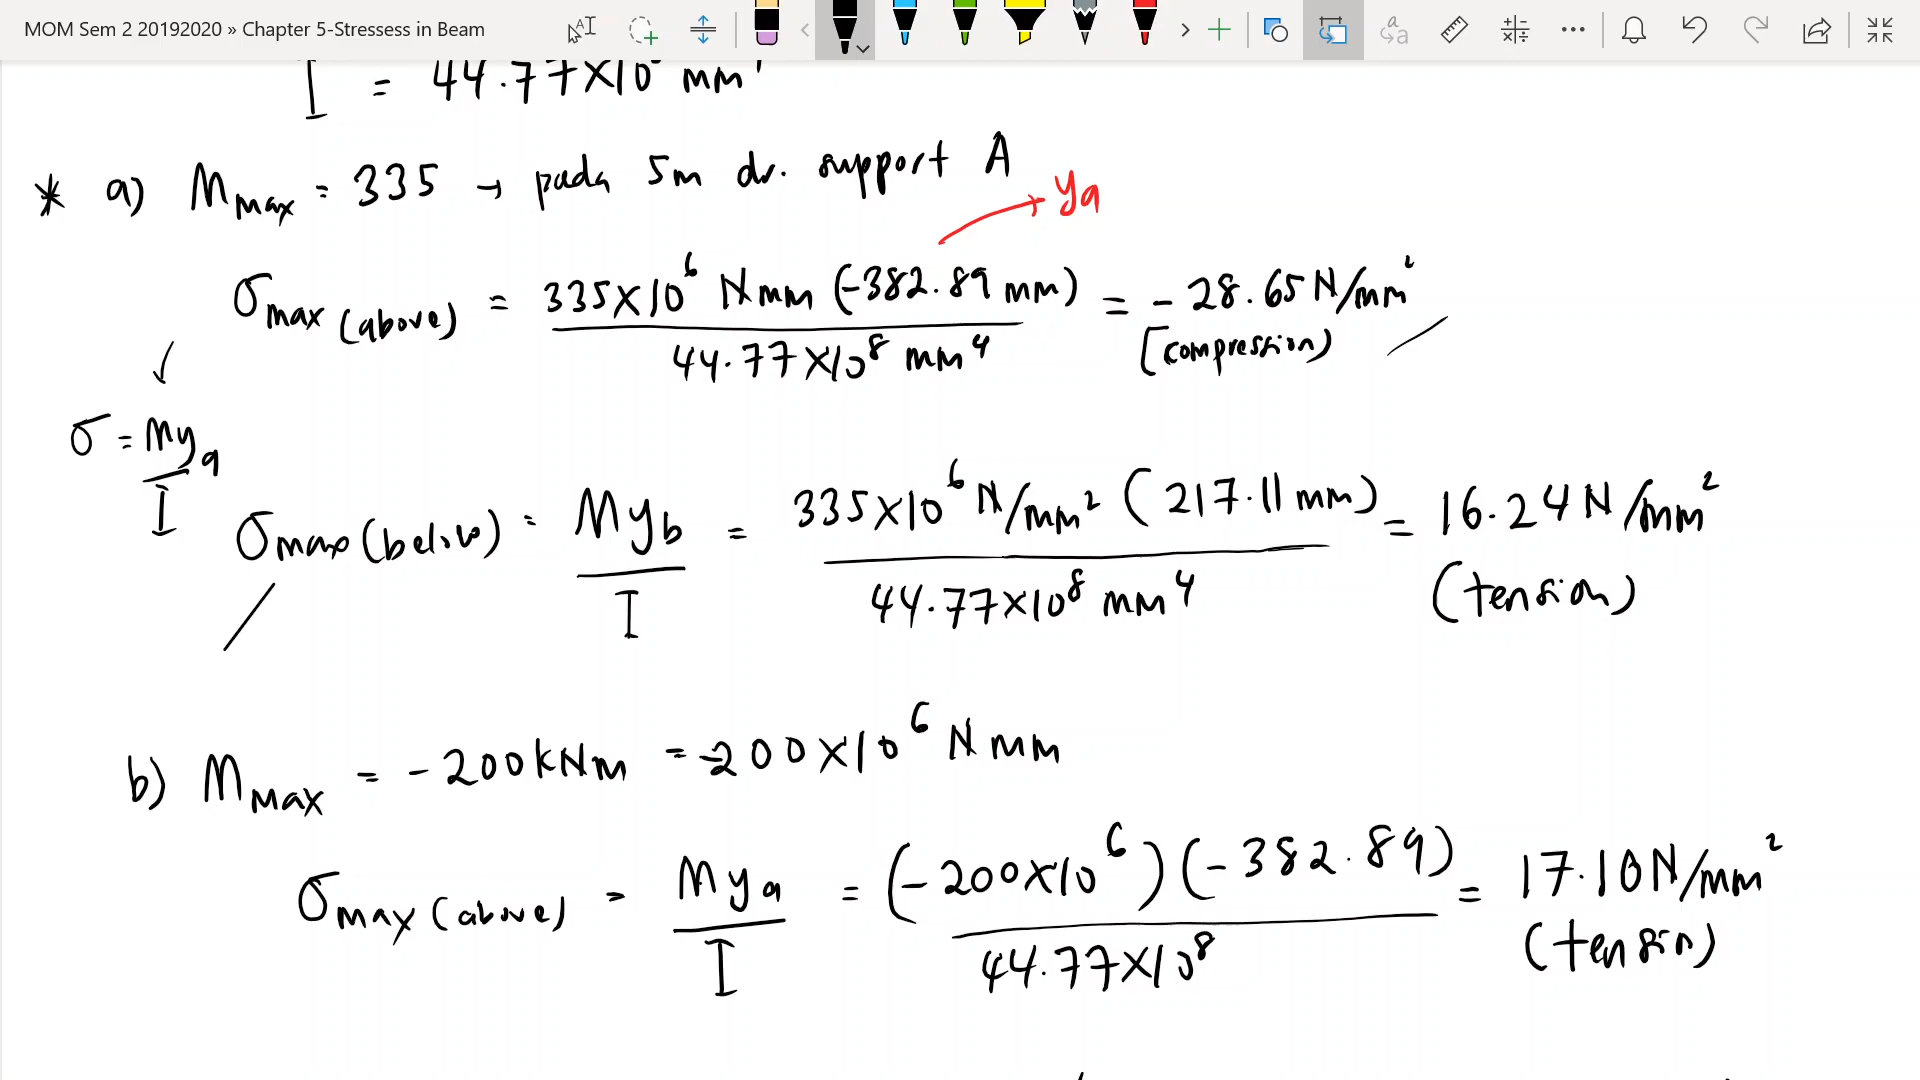 MOM Sem 2 20192020 » Chapter 5-Stressess in Beam
I = 44.77×10⁸ mm⁴
* a) Mmax = 335 → pada 5m dr. support A
ya
σmax (above) = 335×10⁶ Nmm (-382.89 mm) / 44.77×10⁸ mm⁴ = -28.65 N/mm²
(compression)
σ = Mya / I
σmax (below) = Myb / I = 335×10⁶ N/mm² (217.11 mm) / 44.77×10⁸ mm⁴ = 16.24 N/mm²
(tension)
b) Mmax = -200kNm = -200×10⁶ Nmm
σmax (above) = Mya / I = (-200×10⁶)(-382.89) / 44.77×10⁸ = 17.10 N/mm²
(tension)